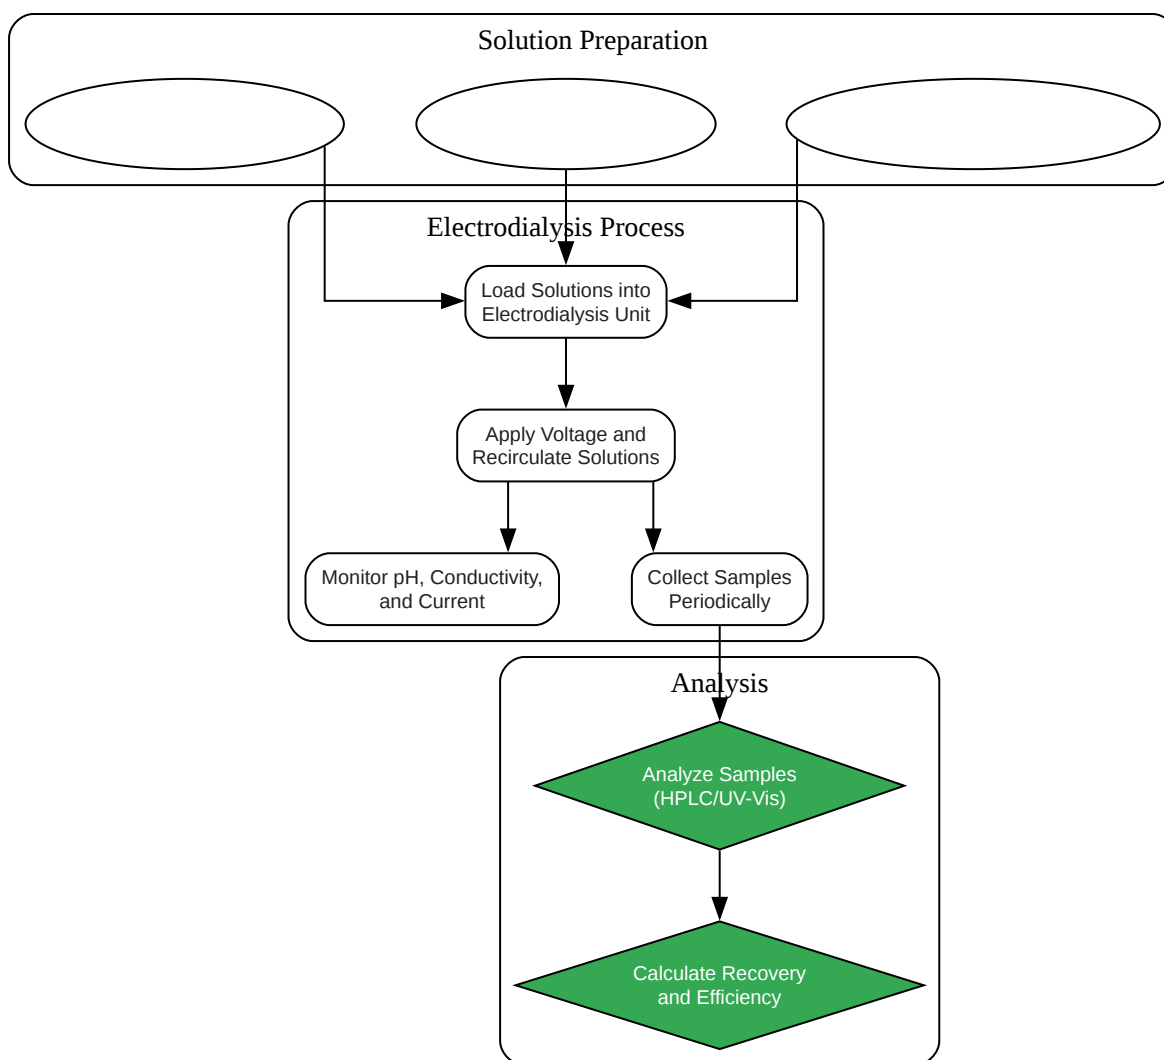 Solution Preparation
Electrodialysis Process
Load Solutions into
Electrodialysis Unit
Apply Voltage and
Recirculate Solutions
Monitor pH, Conductivity,
and Current
Collect Samples
Periodically
Analysis
Analyze Samples
(HPLC/UV-Vis)
Calculate Recovery
and Efficiency